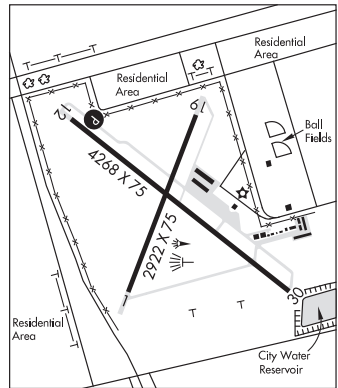 Residential
Area
Residential
Area
Ball
Fields
12
P
19
4268 X 75
2922 X 75
1
30
Residential
Area
City Water
Reservoir